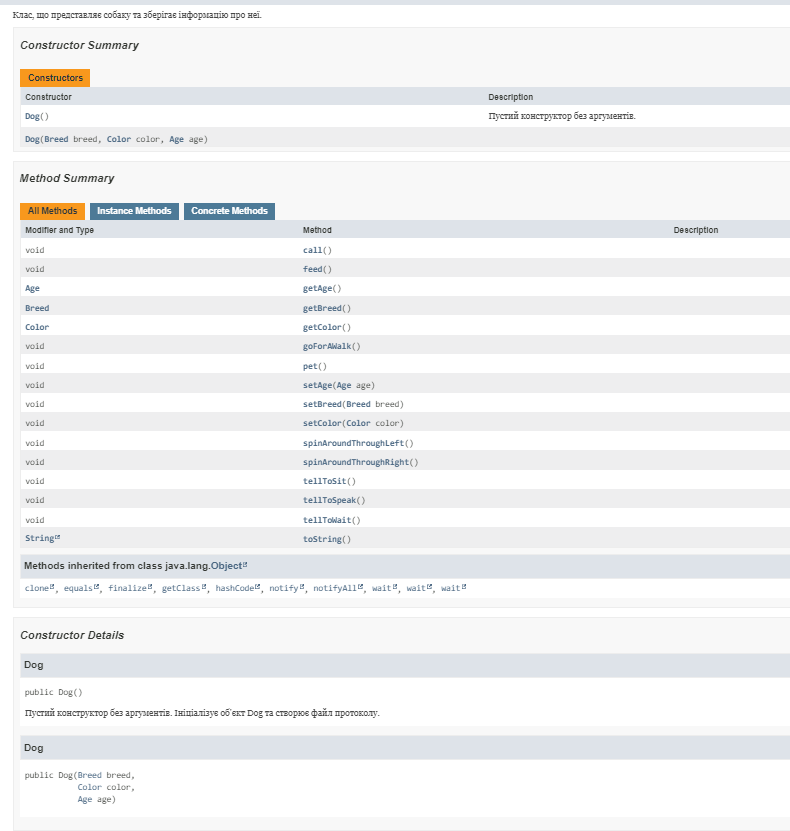 Клас, що представляє собаку та зберігає інформацію про неї.
Constructor Summary
Constructors
Constructor Description
Dog() Пустий конструктор без аргументів.
Dog(Breed breed, Color color, Age age)
Method Summary
All Methods Instance Methods Concrete Methods
Modifier and Type Method Description
void call()
void feed()
Age getAge()
Breed getBreed()
Color getColor()
void goForAWalk()
void pet()
void setAge(Age age)
void setBreed(Breed breed)
void setColor(Color color)
void spinAroundThroughLeft()
void spinAroundThroughRight()
void tellToSit()
void tellToSpeak()
void tellToWait()
String toString()
Methods inherited from class java.lang.Object
clone, equals, finalize, getClass, hashCode, notify, notifyAll, wait, wait, wait
Constructor Details
Dog
public Dog()
Пустий конструктор без аргументів. Ініціалізує об'єкт Dog та створює файл протоколу.
Dog
public Dog(Breed breed,
Color color,
Age age)